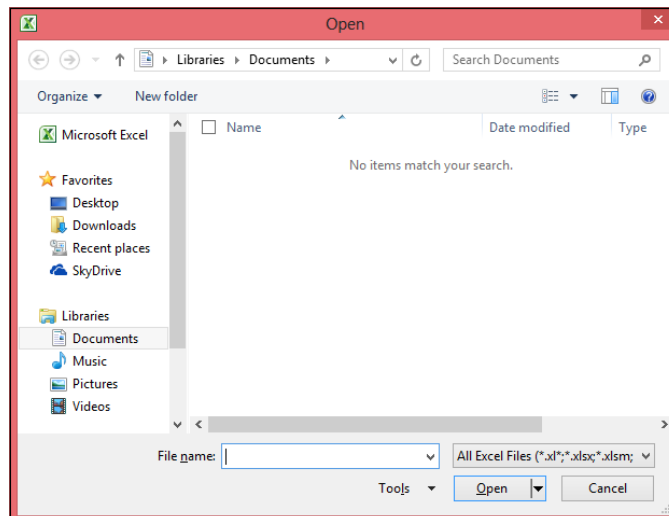 Open
Libraries Documents
Search Documents
Organize New folder
Microsoft Excel
Name Date modified Type
No items match your search.
Favorites
Desktop
Downloads
Recent places
SkyDrive
Libraries
Documents
Music
Pictures
Videos
File name: All Excel Files (*.xl*;*.xlsx;*.xlsm;
Tools Open Cancel